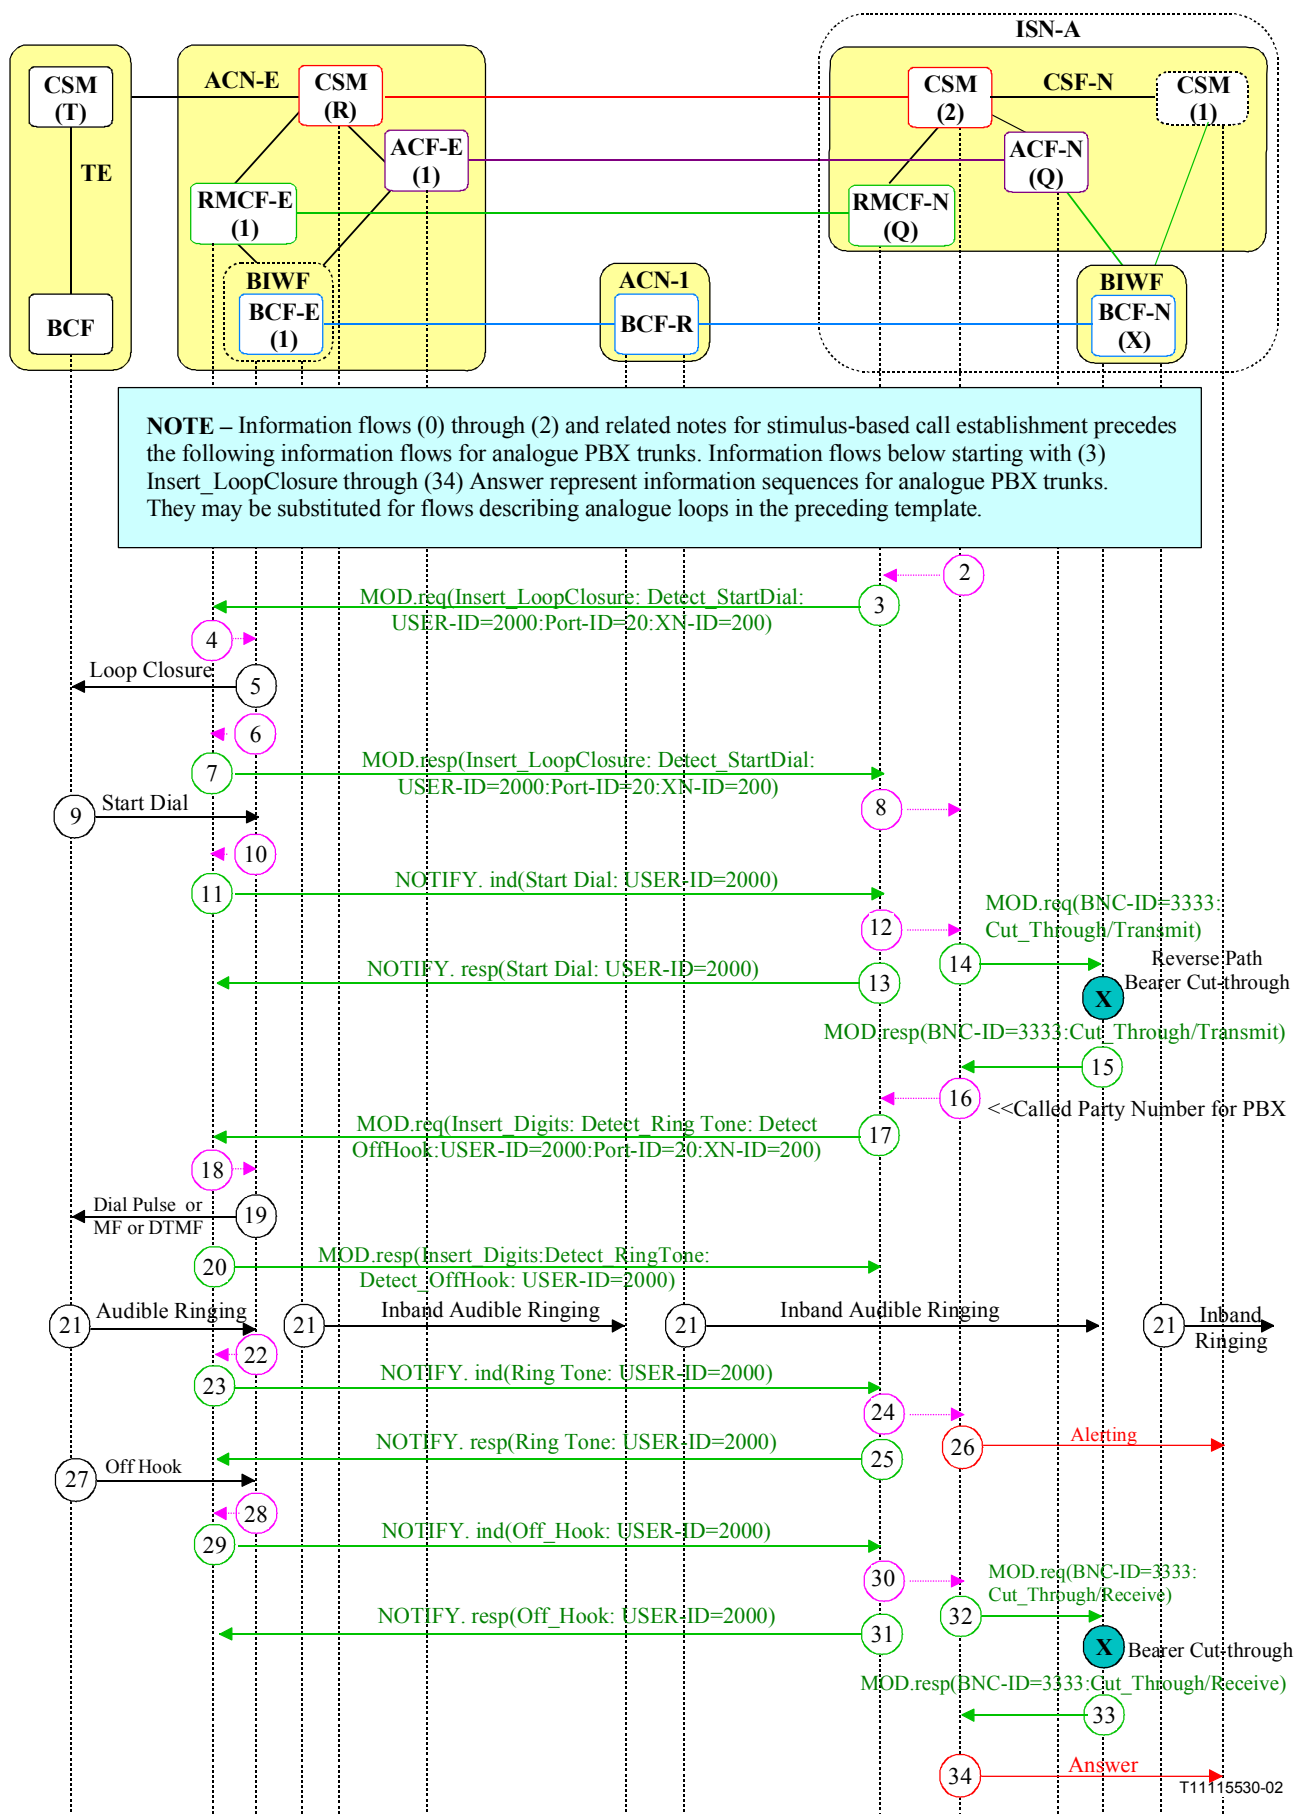 ISN-A
CSM
(T)
TE
BCF
ACN-E
CSM
(R)
ACF-E
(1)
RMCF-E
(1)
BIWF
BCF-E
(1)
ACN-1
BCF-R
CSM
(2)
CSF-N
CSM
(1)
ACF-N
(Q)
RMCF-N
(Q)
BIWF
BCF-N
(X)
NOTE – Information flows (0) through (2) and related notes for stimulus-based call establishment precedes
the following information flows for analogue PBX trunks. Information flows below starting with (3)
Insert_LoopClosure through (34) Answer represent information sequences for analogue PBX trunks.
They may be substituted for flows describing analogue loops in the preceding template.
2
MOD.req(Insert_LoopClosure: Detect_StartDial:
USER-ID=2000:Port-ID=20:XN-ID=200)
3
4
Loop Closure
5
6
7
MOD.resp(Insert_LoopClosure: Detect_StartDial:
USER-ID=2000:Port-ID=20:XN-ID=200)
8
9
Start Dial
10
11
NOTIFY. ind(Start Dial: USER-ID=2000)
12
MOD.req(BNC-ID=3333:
Cut_Through/Transmit)
NOTIFY. resp(Start Dial: USER-ID=2000)
13
14
Reverse Path
Bearer Cut-through
X
MOD.resp(BNC-ID=3333:Cut_Through/Transmit)
15
16
<<Called Party Number for PBX
MOD.req(Insert_Digits: Detect_Ring Tone: Detect
OffHook:USER-ID=2000:Port-ID=20:XN-ID=200)
17
18
Dial Pulse or
MF or DTMF
19
20
MOD.resp(Insert_Digits:Detect_RingTone:
Detect_OffHook: USER-ID=2000)
21
Audible Ringing
21
Inband Audible Ringing
21
Inband Audible Ringing
21
Inband
Ringing
22
23
NOTIFY. ind(Ring Tone: USER-ID=2000)
24
NOTIFY. resp(Ring Tone: USER-ID=2000)
25
26
Alerting
27
Off Hook
28
29
NOTIFY. ind(Off_Hook: USER-ID=2000)
30
MOD.req(BNC-ID=3333:
Cut_Through/Receive)
NOTIFY. resp(Off_Hook: USER-ID=2000)
31
32
X
Bearer Cut-through
MOD.resp(BNC-ID=3333:Cut_Through/Receive)
33
34
Answer
T11115530-02